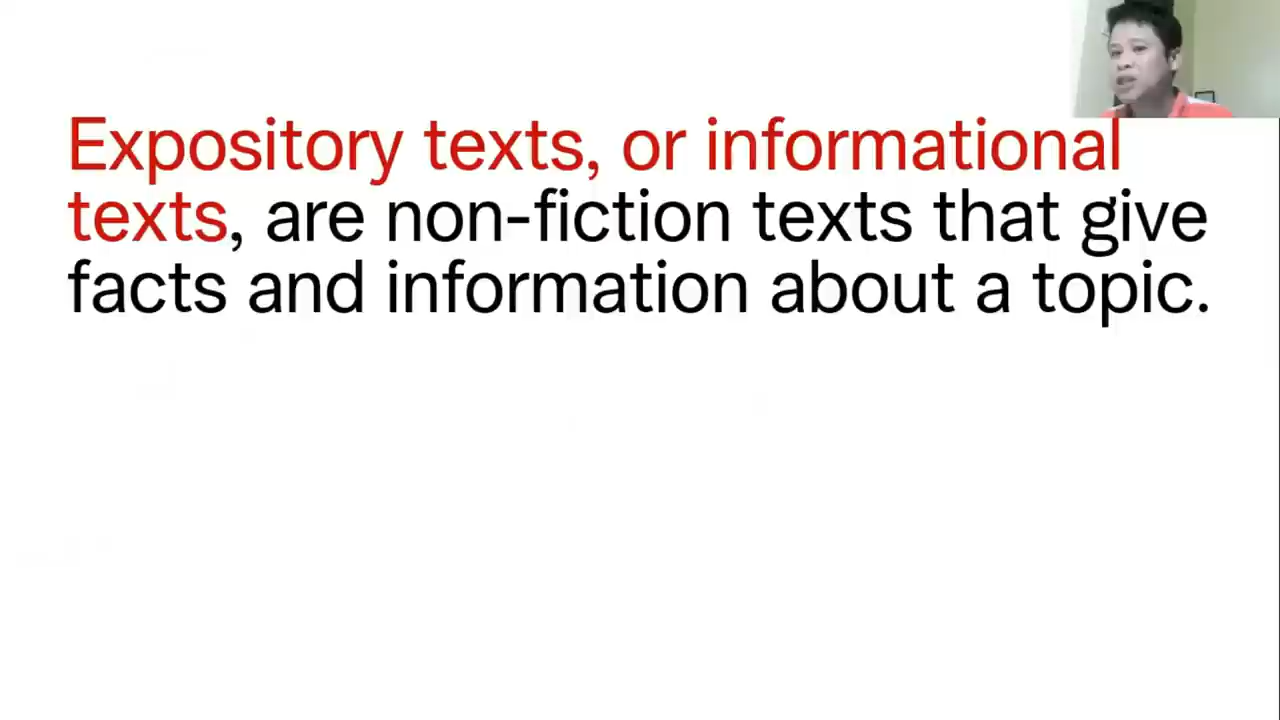 Expository texts, or informational
texts, are non-fiction texts that give
facts and information about a topic.